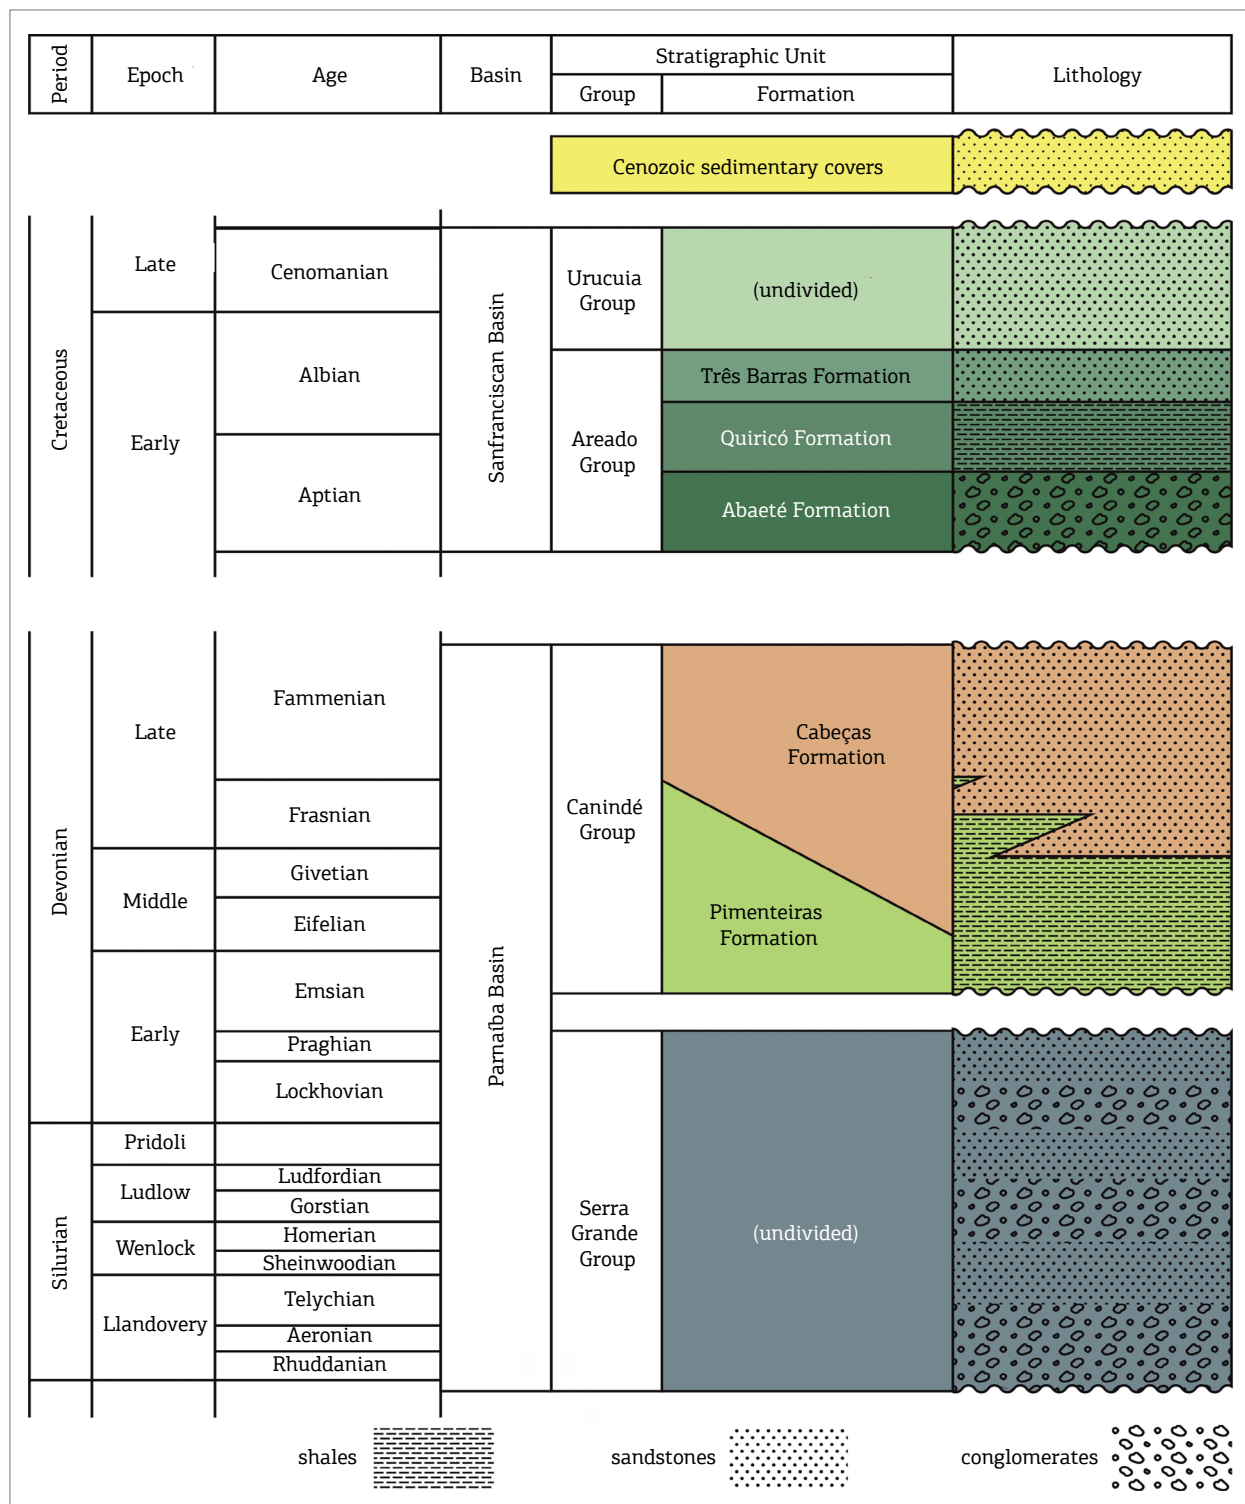 Period
Epoch
Age
Basin
Stratigraphic Unit
Group
Formation
Lithology
Cenozoic sedimentary covers
Cretaceous
Late
Early
Cenomanian
Albian
Aptian
Sanfranciscan Basin
Urucuia
Group
(undivided)
Areado
Group
Três Barras Formation
Quiricó Formation
Abaeté Formation
Devonian
Late
Middle
Early
Fammenian
Frasnian
Givetian
Eifelian
Emsian
Praghian
Lockhovian
Silurian
Pridoli
Ludlow
Wenlock
Llandovery
Ludfordian
Gorstian
Homerian
Sheinwoodian
Telychian
Aeronian
Rhuddanian
Parnaíba Basin
Canindé
Group
Cabeças
Formation
Pimenteiras
Formation
Serra
Grande
Group
(undivided)
shales
sandstones
conglomerates